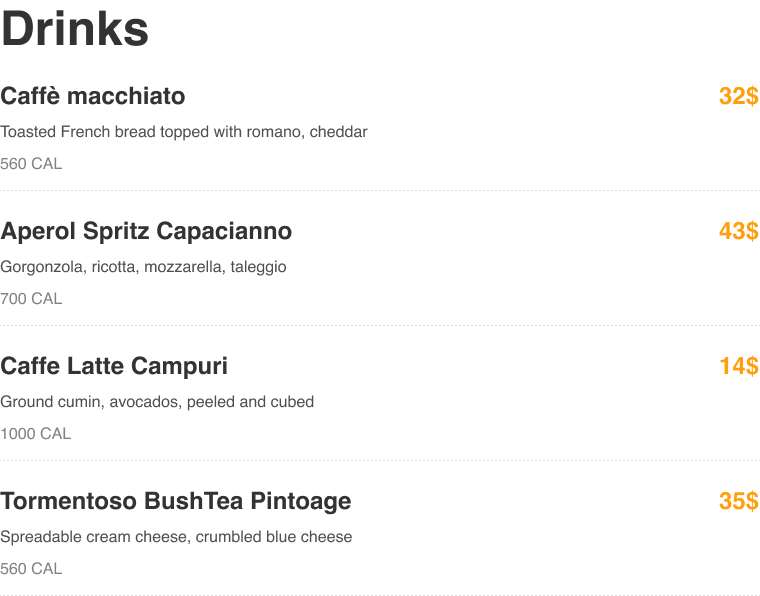 Drinks
Caffè macchiato 32$
Toasted French bread topped with romano, cheddar
560 CAL
Aperol Spritz Capacianno 43$
Gorgonzola, ricotta, mozzarella, taleggio
700 CAL
Caffe Latte Campuri 14$
Ground cumin, avocados, peeled and cubed
1000 CAL
Tormentoso BushTea Pintoage 35$
Spreadable cream cheese, crumbled blue cheese
560 CAL